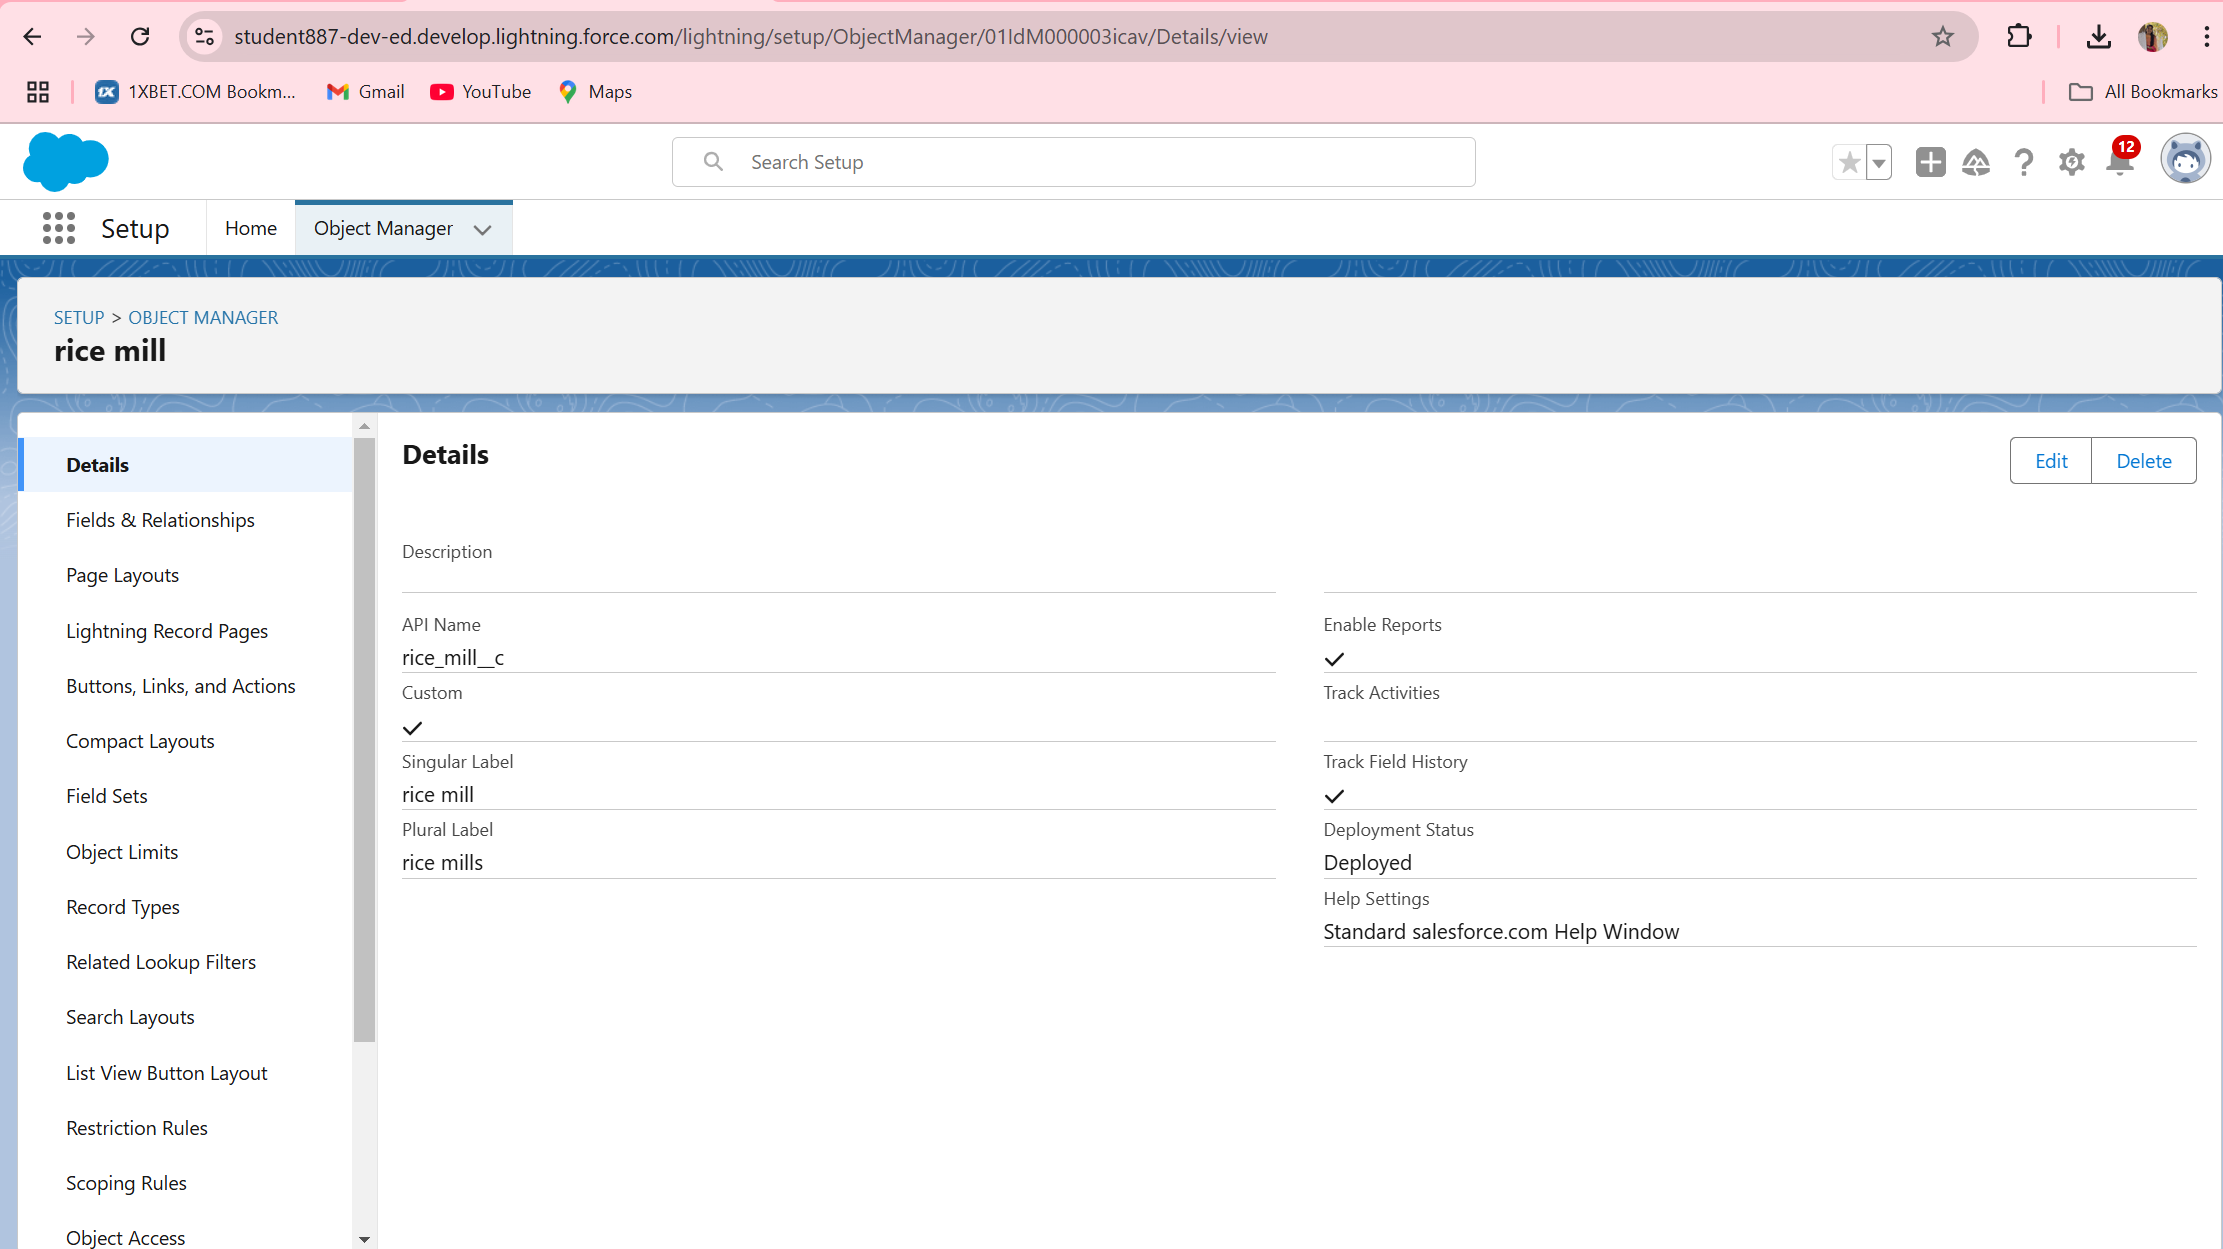 student887-dev-ed.develop.lightning.force.com/lightning/setup/ObjectManager/01IdM000003icav/Details/view
1XBET.COM Bookm... Gmail YouTube Maps All Bookmarks
Search Setup
12
Setup Home Object Manager
SETUP > OBJECT MANAGER
rice mill
Details
Fields & Relationships
Page Layouts
Lightning Record Pages
Buttons, Links, and Actions
Compact Layouts
Field Sets
Object Limits
Record Types
Related Lookup Filters
Search Layouts
List View Button Layout
Restriction Rules
Scoping Rules
Object Access
Details
Edit Delete
Description
API Name
rice_mill__c
Custom
Singular Label
rice mill
Plural Label
rice mills
Enable Reports
Track Activities
Track Field History
Deployment Status
Deployed
Help Settings
Standard salesforce.com Help Window